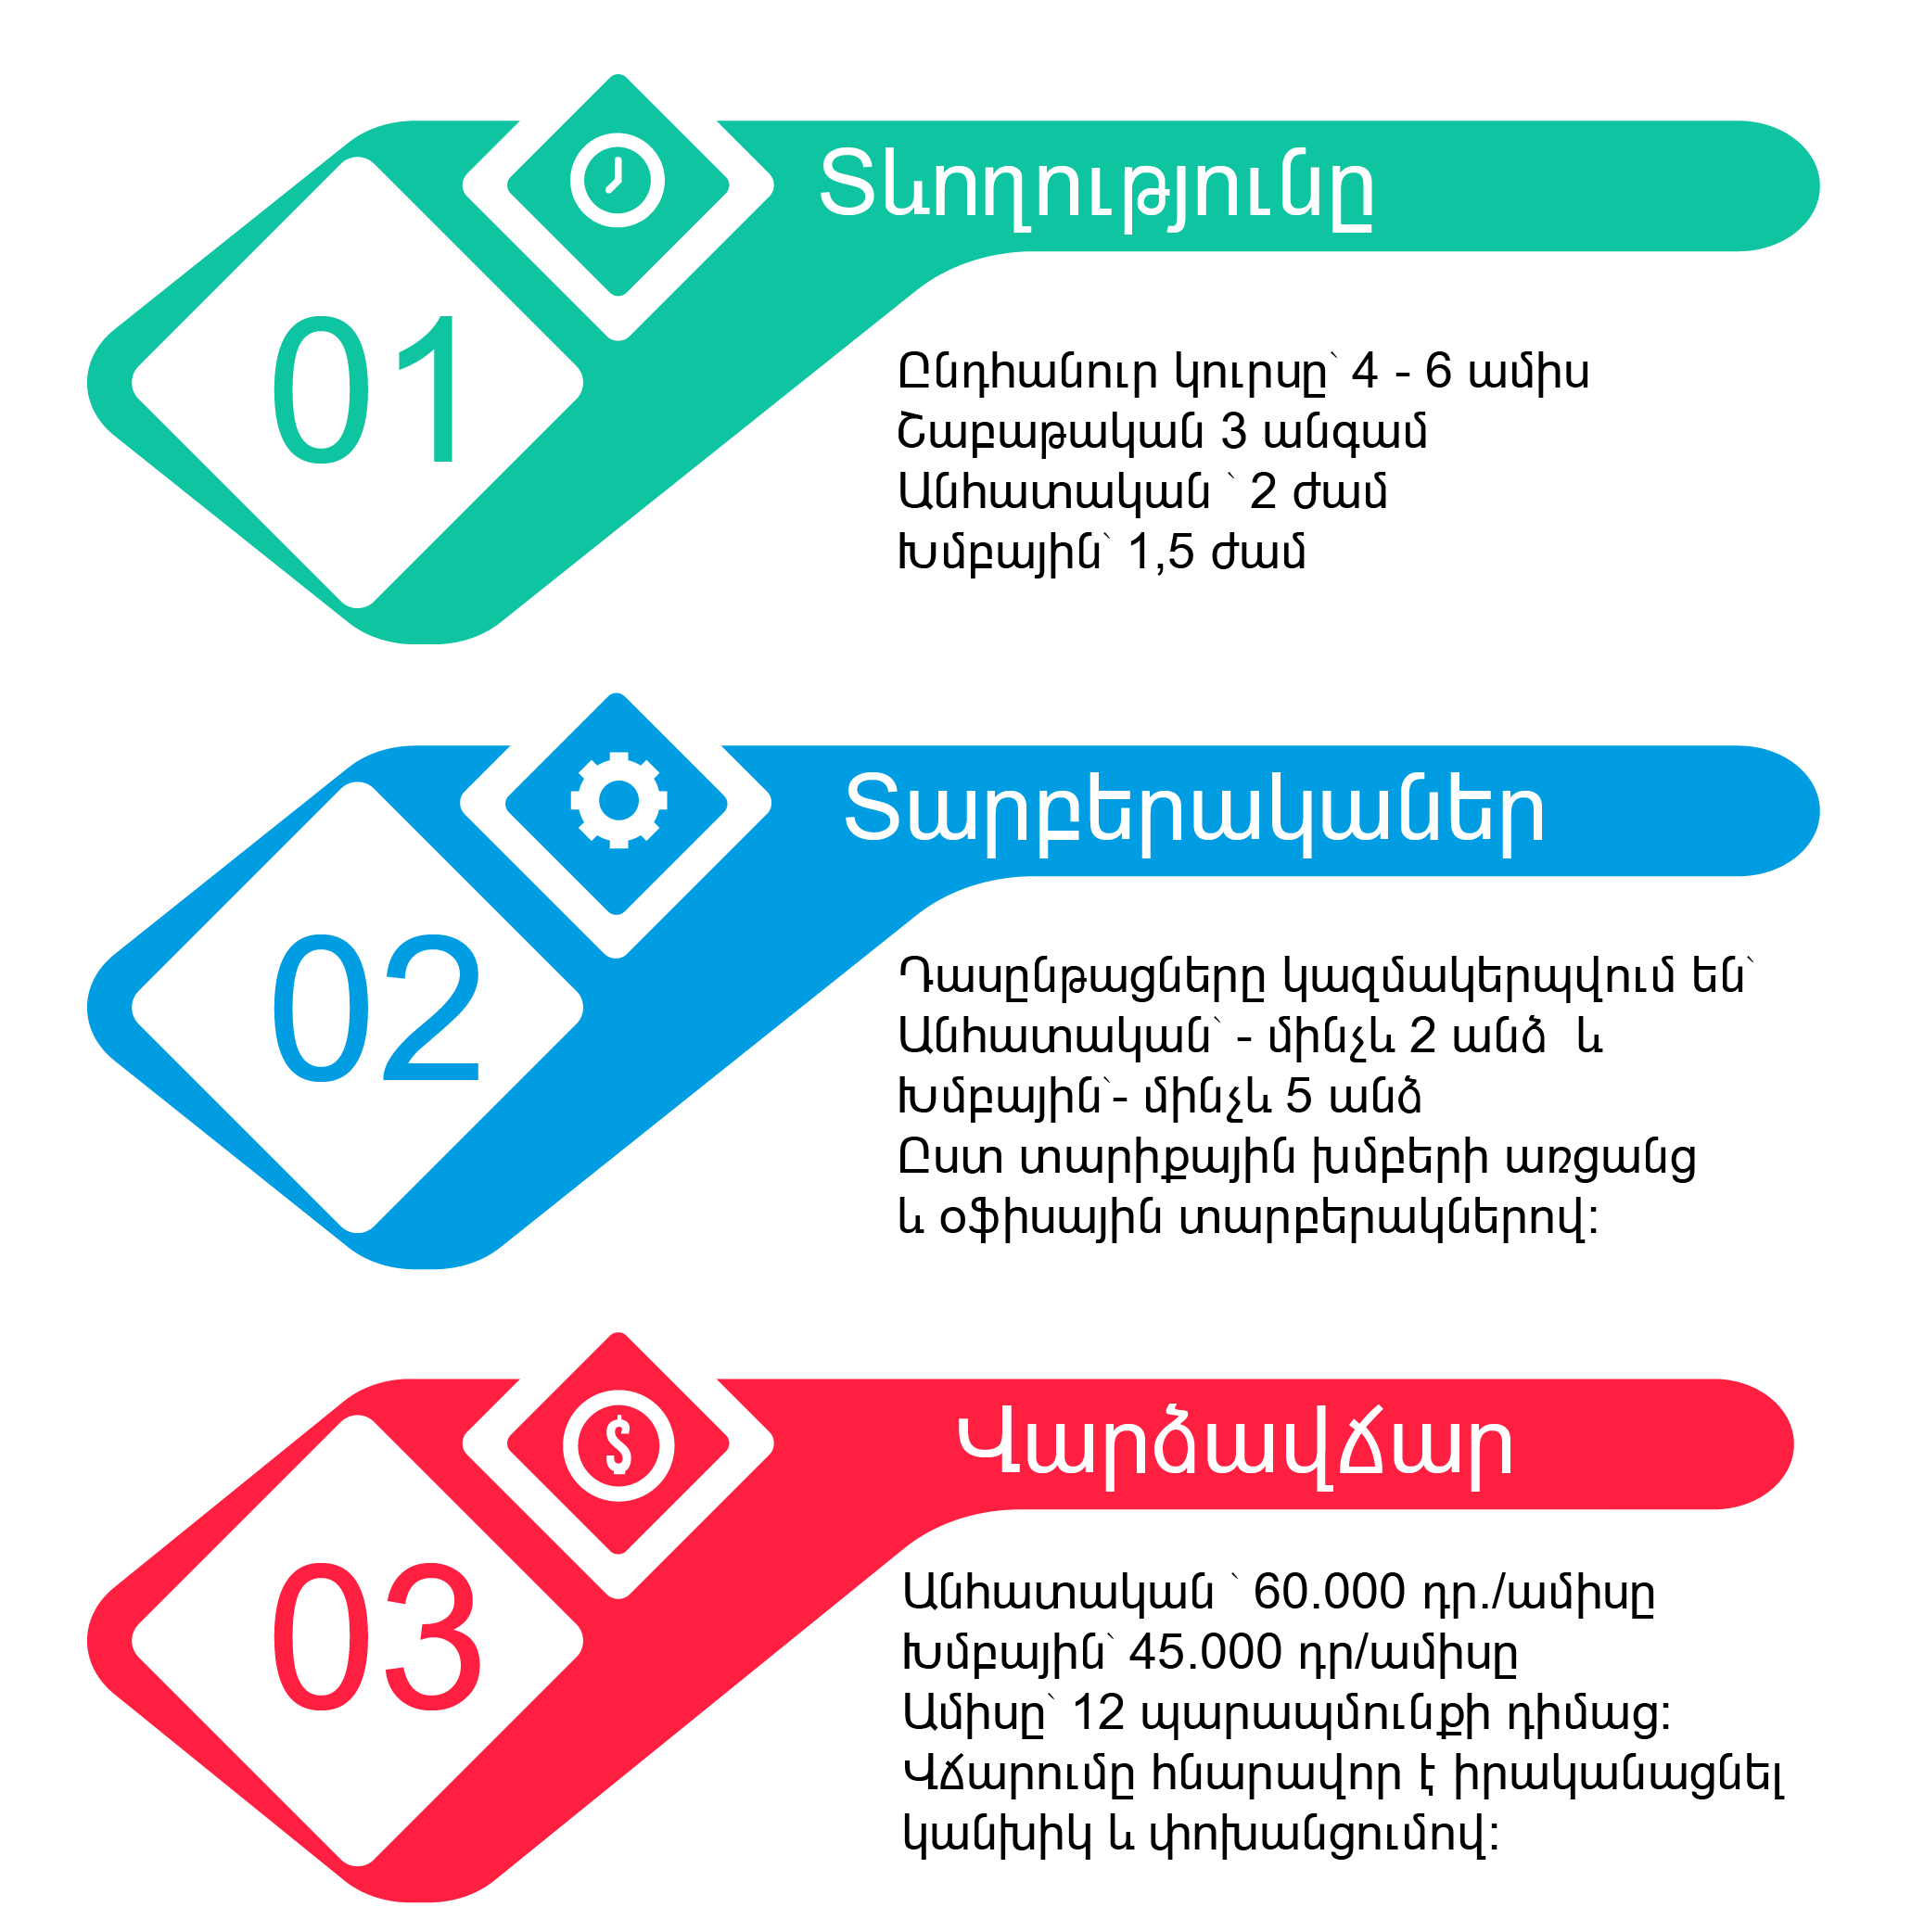 01
Տևողությունը
Ընդհանուր կուրսը՝ 4 - 6 ամիս
Շաբաթական 3 անգամ
Անհատական ՝ 2 ժամ
Խմբային՝ 1,5 ժամ
02
Տարբերականեր
Դասընթացները կազմակերպվում են՝
Անհատական՝ - մինչև 2 անձ  և
Խմբային՝- մինչև 5 անձ
Ըստ տարիքային խմբերի առցանց
և օֆիսային տարբերակներով:
03
Վարձավճար
Անհատական ՝ 60.000 դր./ամիսը
Խմբային՝ 45.000 դր/ամիսը
Ամիսը՝ 12 պարապմունքի դիմաց:
Վճարումը հնարավոր է իրականացնել
կանխիկ և փոխանցումով: